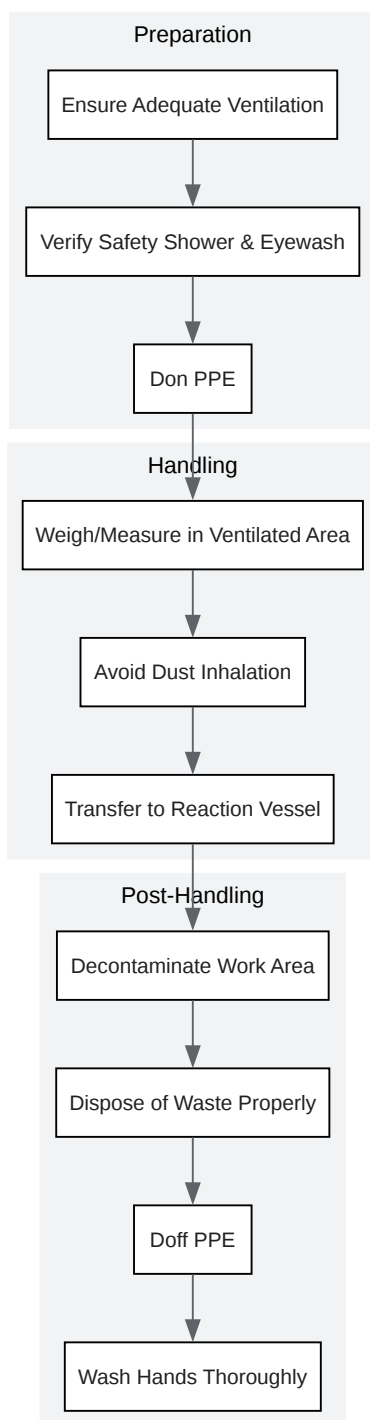 Preparation
Ensure Adequate Ventilation
Verify Safety Shower & Eyewash
Don PPE
Handling
Weigh/Measure in Ventilated Area
Avoid Dust Inhalation
Transfer to Reaction Vessel
Post-Handling
Decontaminate Work Area
Dispose of Waste Properly
Doff PPE
Wash Hands Thoroughly